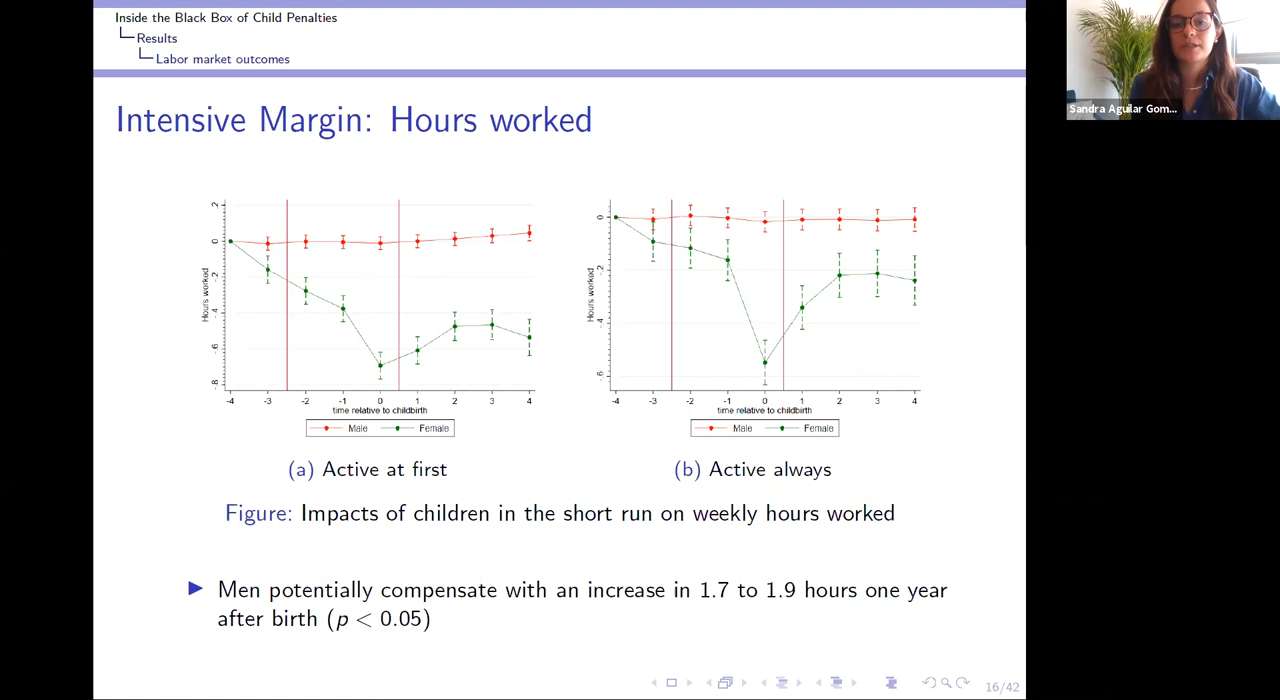 Inside the Black Box of Child Penalties
Results
Labor market outcomes
Sandra Aguilar Gom...
Intensive Margin: Hours worked
Hours worked
.2
0
-.2
-.4
-.6
-.8
-4 -3 -2 -1 0 1 2 3 4
time relative to childbirth
Male Female
(a) Active at first
Hours worked
0
-.2
-.4
-.6
-4 -3 -2 -1 0 1 2 3 4
time relative to childbirth
Male Female
(b) Active always
Figure: Impacts of children in the short run on weekly hours worked
Men potentially compensate with an increase in 1.7 to 1.9 hours one year
after birth (p < 0.05)
16/42